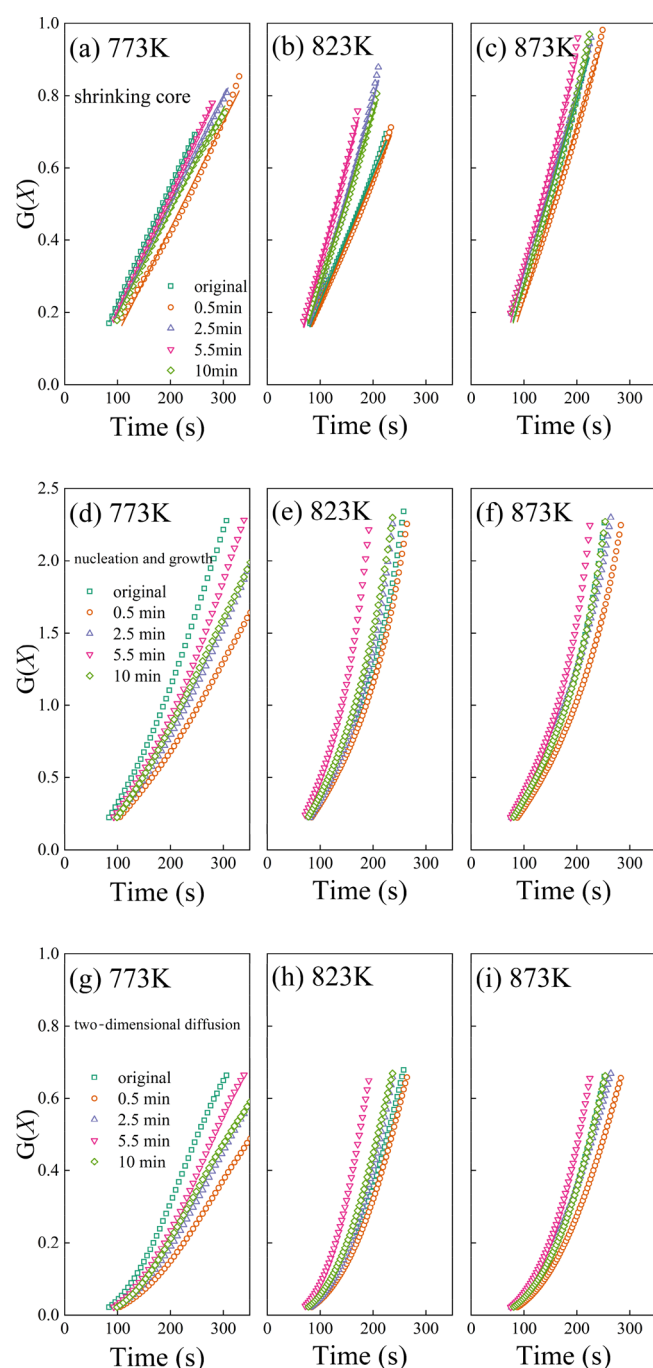 (a) 773K
(b) 823K
(c) 873K
shrinking core
G(X)
1.0
0.8
0.6
0.4
0.2
0.0
original
0.5min
2.5min
5.5min
10min
0 100 200 300
0 100 200 300
0 100 200 300
Time (s)
Time (s)
Time (s)
(d) 773K
(e) 823K
(f) 873K
nucleation and growth
G(X)
2.5
2.0
1.5
1.0
0.5
0.0
original
0.5 min
2.5 min
5.5 min
10 min
0 100 200 300
0 100 200 300
0 100 200 300
Time (s)
Time (s)
Time (s)
(g) 773K
(h) 823K
(i) 873K
two-dimensional diffusion
G(X)
1.0
0.8
0.6
0.4
0.2
0.0
original
0.5 min
2.5 min
5.5 min
10 min
0 100 200 300
0 100 200 300
0 100 200 300
Time (s)
Time (s)
Time (s)